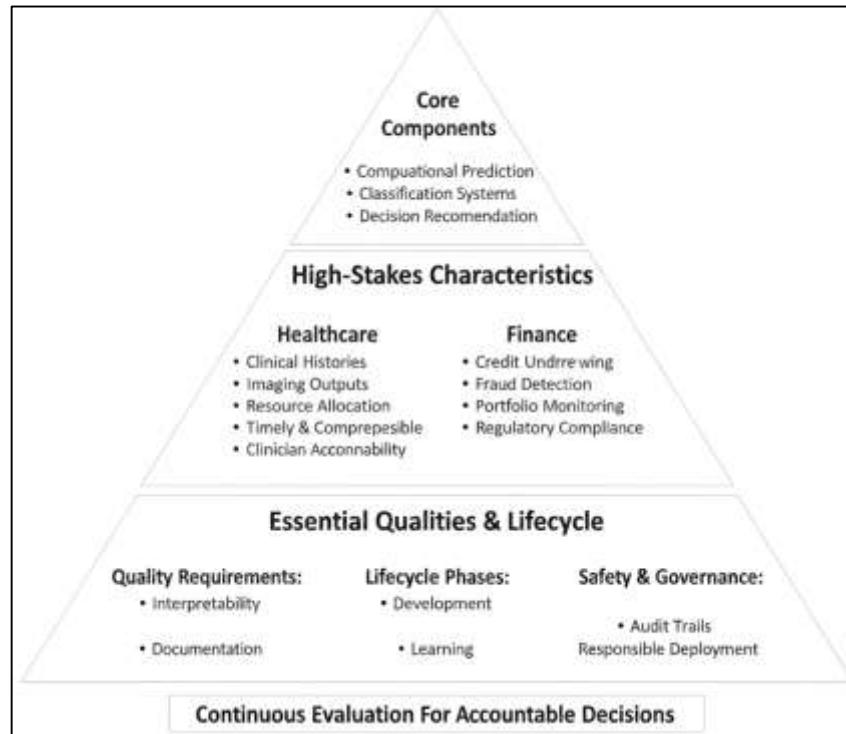 Core
Components
• Compuational Prediction
• Classification Systems
• Decision Recomendation
High-Stakes Characteristics
Healthcare
• Clinical Histories
• Imaging Outputs
• Resource Allocation
• Timely & Comprepesible
• Clinician Acconnability
Finance
• Credit Undrrewing
• Fraud Detection
• Portfolio Monitoring
• Regulatory Compliance
Essential Qualities & Lifecycle
Quality Requirements:
• Interpretability
• Documentation
Lifecycle Phases:
• Development
• Learning
Safety & Governance:
• Audit Trails
Responsible Deployment
Continuous Evaluation For Accountable Decisions